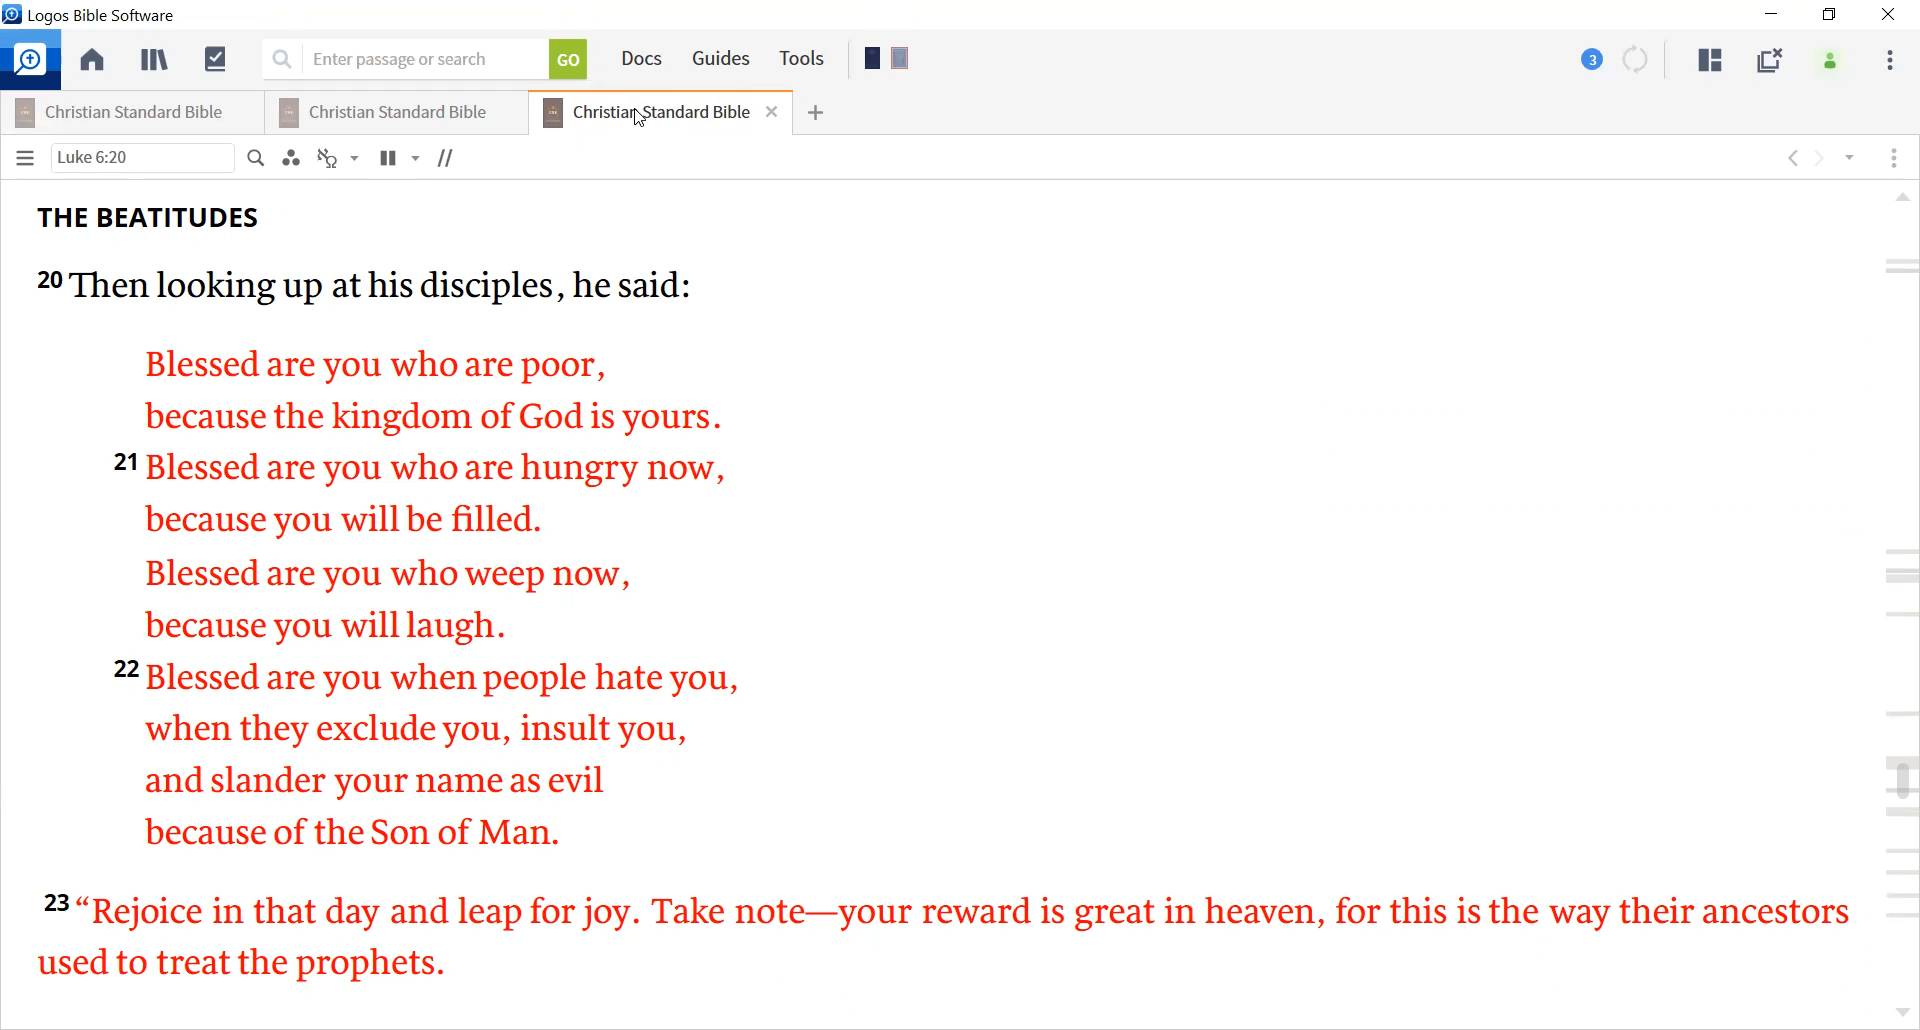 Logos Bible Software
Enter passage or search
GO
Docs
Guides
Tools
3
Christian Standard Bible
Christian Standard Bible
Christian Standard Bible
Luke 6:20
THE BEATITUDES
20 Then looking up at his disciples, he said:
Blessed are you who are poor,
because the kingdom of God is yours.
21 Blessed are you who are hungry now,
because you will be filled.
Blessed are you who weep now,
because you will laugh.
22 Blessed are you when people hate you,
when they exclude you, insult you,
and slander your name as evil
because of the Son of Man.
23 “Rejoice in that day and leap for joy. Take note—your reward is great in heaven, for this is the way their ancestors
used to treat the prophets.